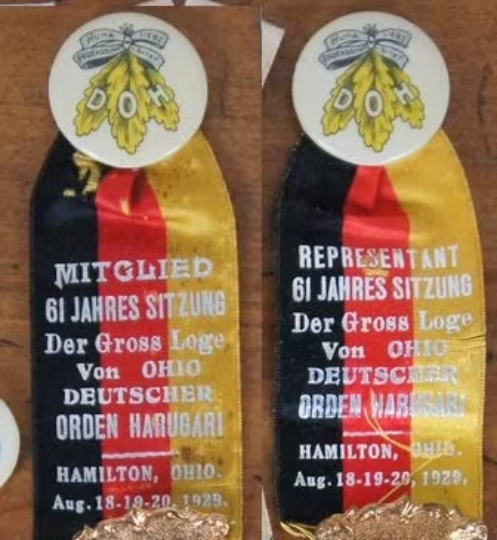 D O H
MITGLIED
61 JAHRES SITZUNG
Der Gross Loge
Von OHIO
DEUTSCHER
ORDEN HARUGARI
HAMILTON, OHIO.
Aug. 18-19-20, 1929.
D O H
REPRESENTANT
61 JAHRES SITZUNG
Der Gross Loge
Von OHIO
DEUTSCHER
ORDEN HARUGARI
HAMILTON, OHIO.
Aug. 18-19-20, 1929.